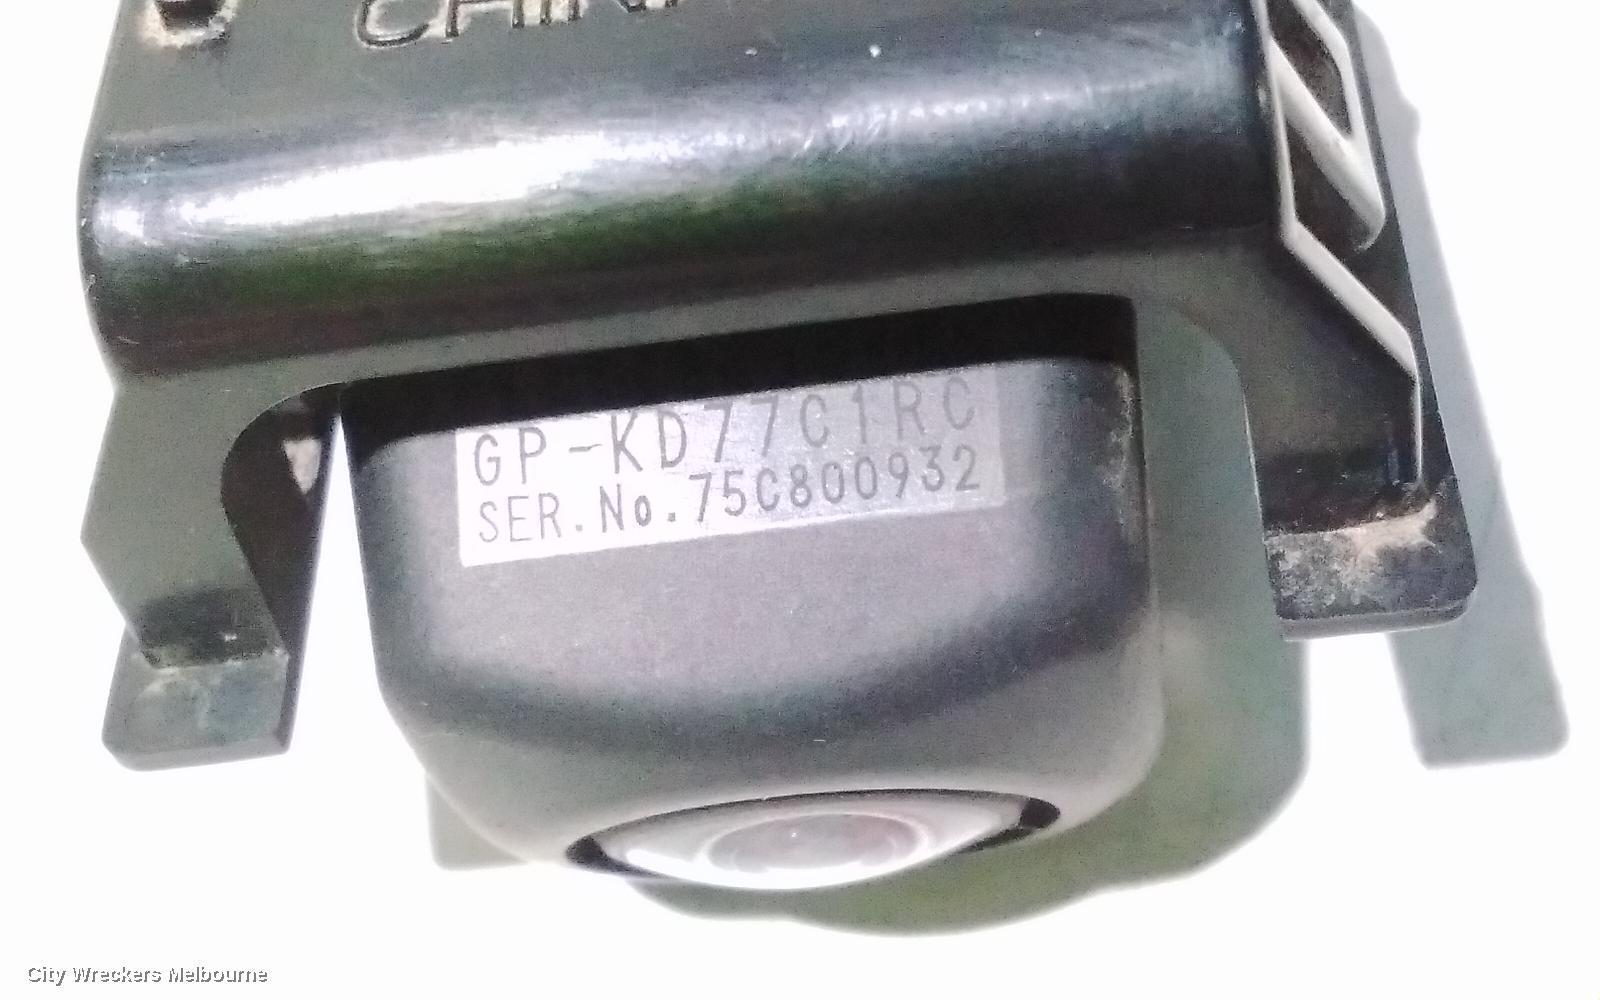 GP-KD77C1RC
SER.No.75C800932
City Wreckers Melbourne